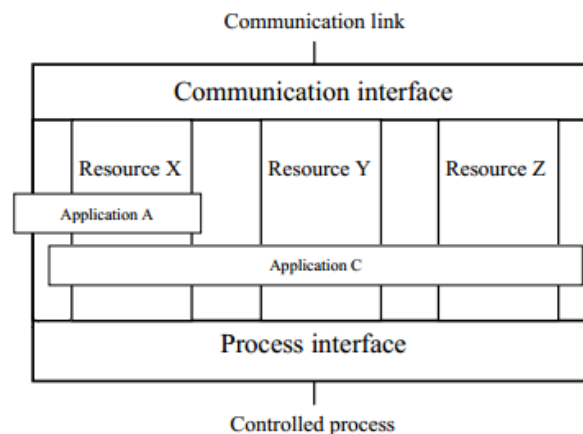 Communication link
Communication interface
Resource X Resource Y Resource Z
Application A
Application C
Process interface
Controlled process